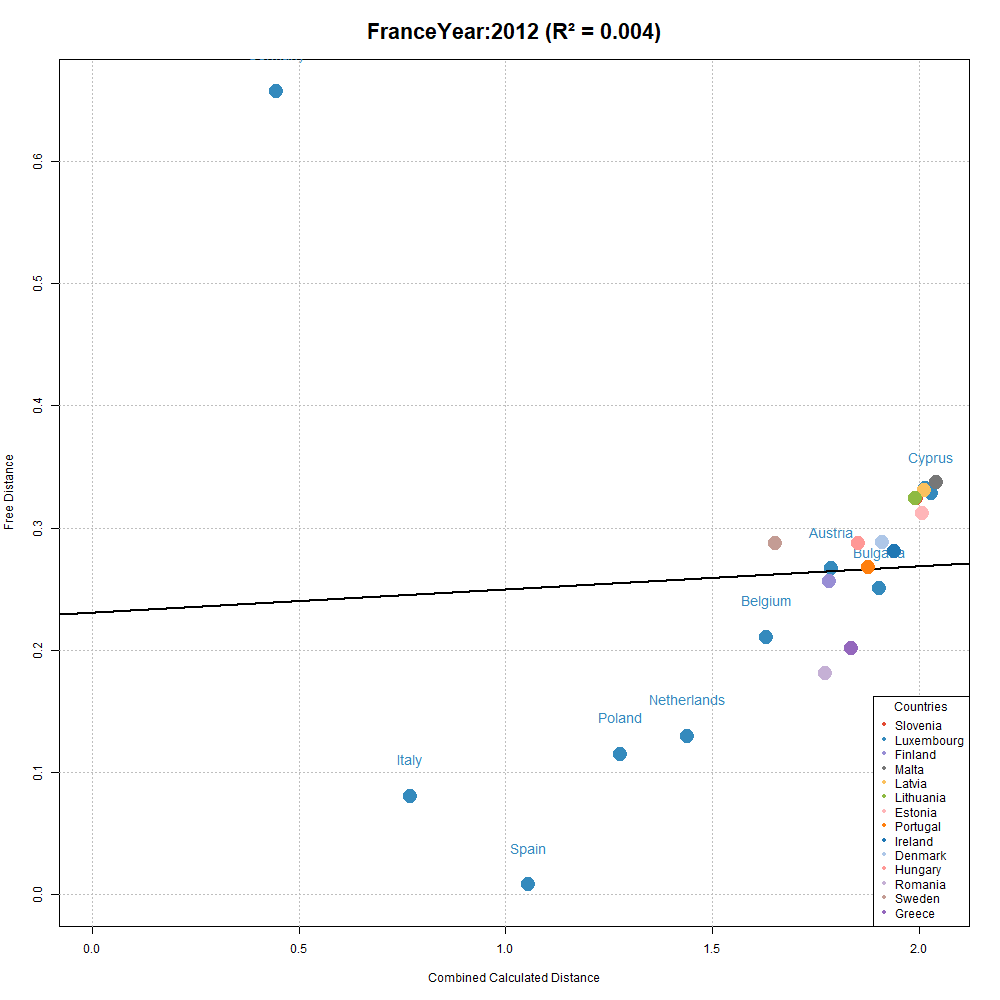 FranceYear:2012 (R² = 0.004)
0.6
0.5
0.4
0.3
0.2
0.1
0.0
Free Distance
Cyprus
Austria
Belgium
Netherlands
Poland
Italy
Spain
Countries
Slovenia
Luxembourg
Finland
Malta
Latvia
Lithuania
Estonia
Portugal
Ireland
Denmark
Hungary
Romania
Sweden
Greece
0.0 0.5 1.0 1.5 2.0
Combined Calculated Distance